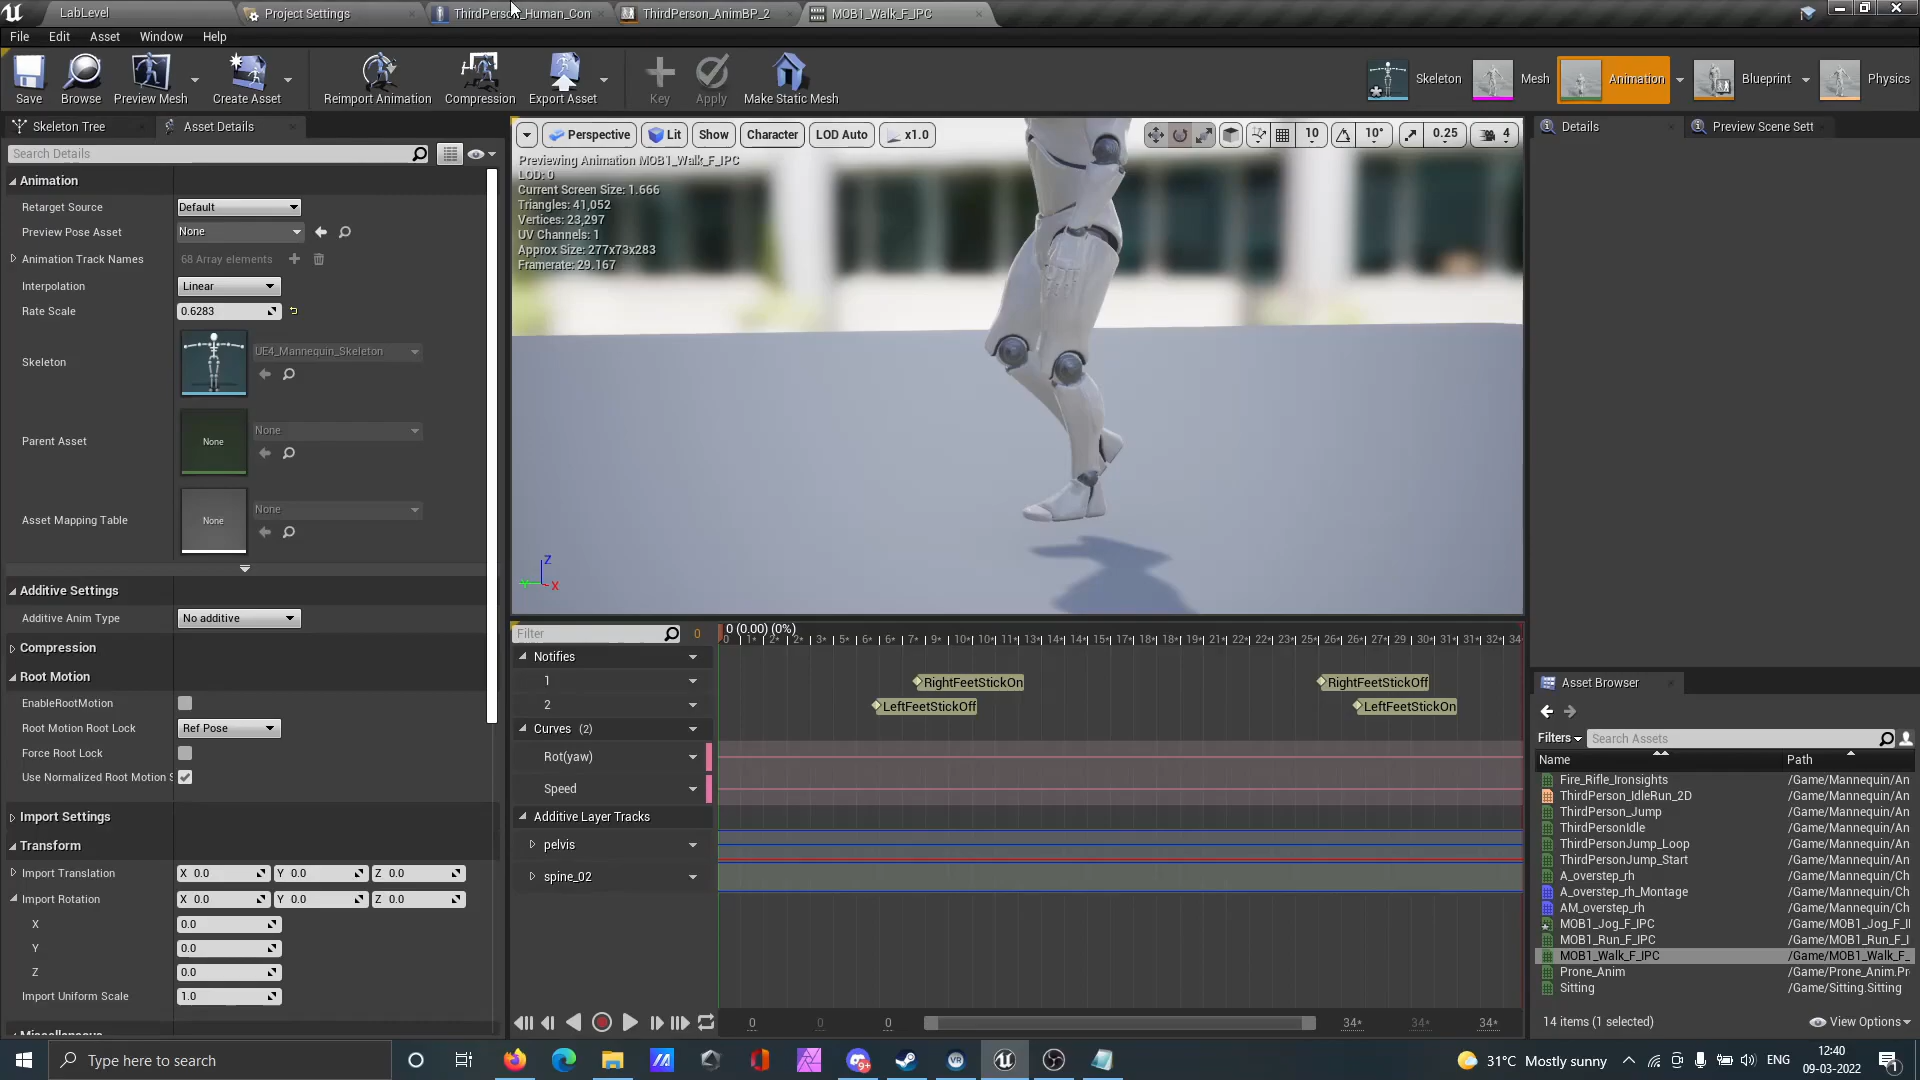 LabLevel
Project Settings
ThirdPerson_Human_Con
ThirdPerson_AnimBP_2
MOB1_Walk_F_IPC
File
Edit
Asset
Window
Help
Save
Browse
Preview Mesh
Create Asset
Reimport Animation
Compression
Export Asset
Key
Apply
Make Static Mesh
Skeleton
Mesh
Animation
Blueprint
Physics
Skeleton Tree
Asset Details
Search Details
Animation
Retarget Source
Default
Preview Pose Asset
None
Animation Track Names
68 Array elements
Interpolation
Linear
Rate Scale
0.6283
Skeleton
UE4_Mannequin_Skeleton
Parent Asset
None
None
Asset Mapping Table
None
None
Additive Settings
Additive Anim Type
No additive
Compression
Root Motion
EnableRootMotion
Root Motion Root Lock
Ref Pose
Force Root Lock
Use Normalized Root Motion S
Import Settings
Transform
Import Translation
X 0.0
Y 0.0
Z 0.0
Import Rotation
X 0.0
Y 0.0
Z 0.0
X
0.0
Y
0.0
Z
0.0
Import Uniform Scale
1.0
Perspective
Lit
Show
Character
LOD Auto
x1.0
10
10°
0.25
4
Previewing Animation MOB1_Walk_F_IPC
LOD: 0
Current Screen Size: 1.666
Triangles: 41,052
Vertices: 23,297
UV Channels: 1
Approx Size: 277x73x283
Framerate: 29.167
Z
X
Filter
0
0 (0.00) (0%)
Notifies
1
RightFeetStickOn
RightFeetStickOff
2
LeftFeetStickOff
LeftFeetStickOn
Curves (2)
Rot(yaw)
Speed
Additive Layer Tracks
pelvis
spine_02
0
0
0
34*
34*
34*
Details
Preview Scene Sett
Asset Browser
Filters
Search Assets
Name
Path
Fire_Rifle_Ironsights
/Game/Mannequin/An
ThirdPerson_IdleRun_2D
/Game/Mannequin/An
ThirdPerson_Jump
/Game/Mannequin/An
ThirdPersonIdle
/Game/Mannequin/An
ThirdPersonJump_Loop
/Game/Mannequin/An
ThirdPersonJump_Start
/Game/Mannequin/An
A_overstep_rh
/Game/Mannequin/Ch
A_overstep_rh_Montage
/Game/Mannequin/Ch
AM_overstep_rh
/Game/Mannequin/Ch
MOB1_Jog_F_IPC
/Game/MOB1_Jog_F_I
MOB1_Run_F_IPC
/Game/MOB1_Run_F_I
MOB1_Walk_F_IPC
/Game/MOB1_Walk_F_
Prone_Anim
/Game/Prone_Anim.Pr
Sitting
/Game/Sitting.Sitting
14 items (1 selected)
View Options
Type here to search
31°C Mostly sunny
ENG
12:40
09-03-2022